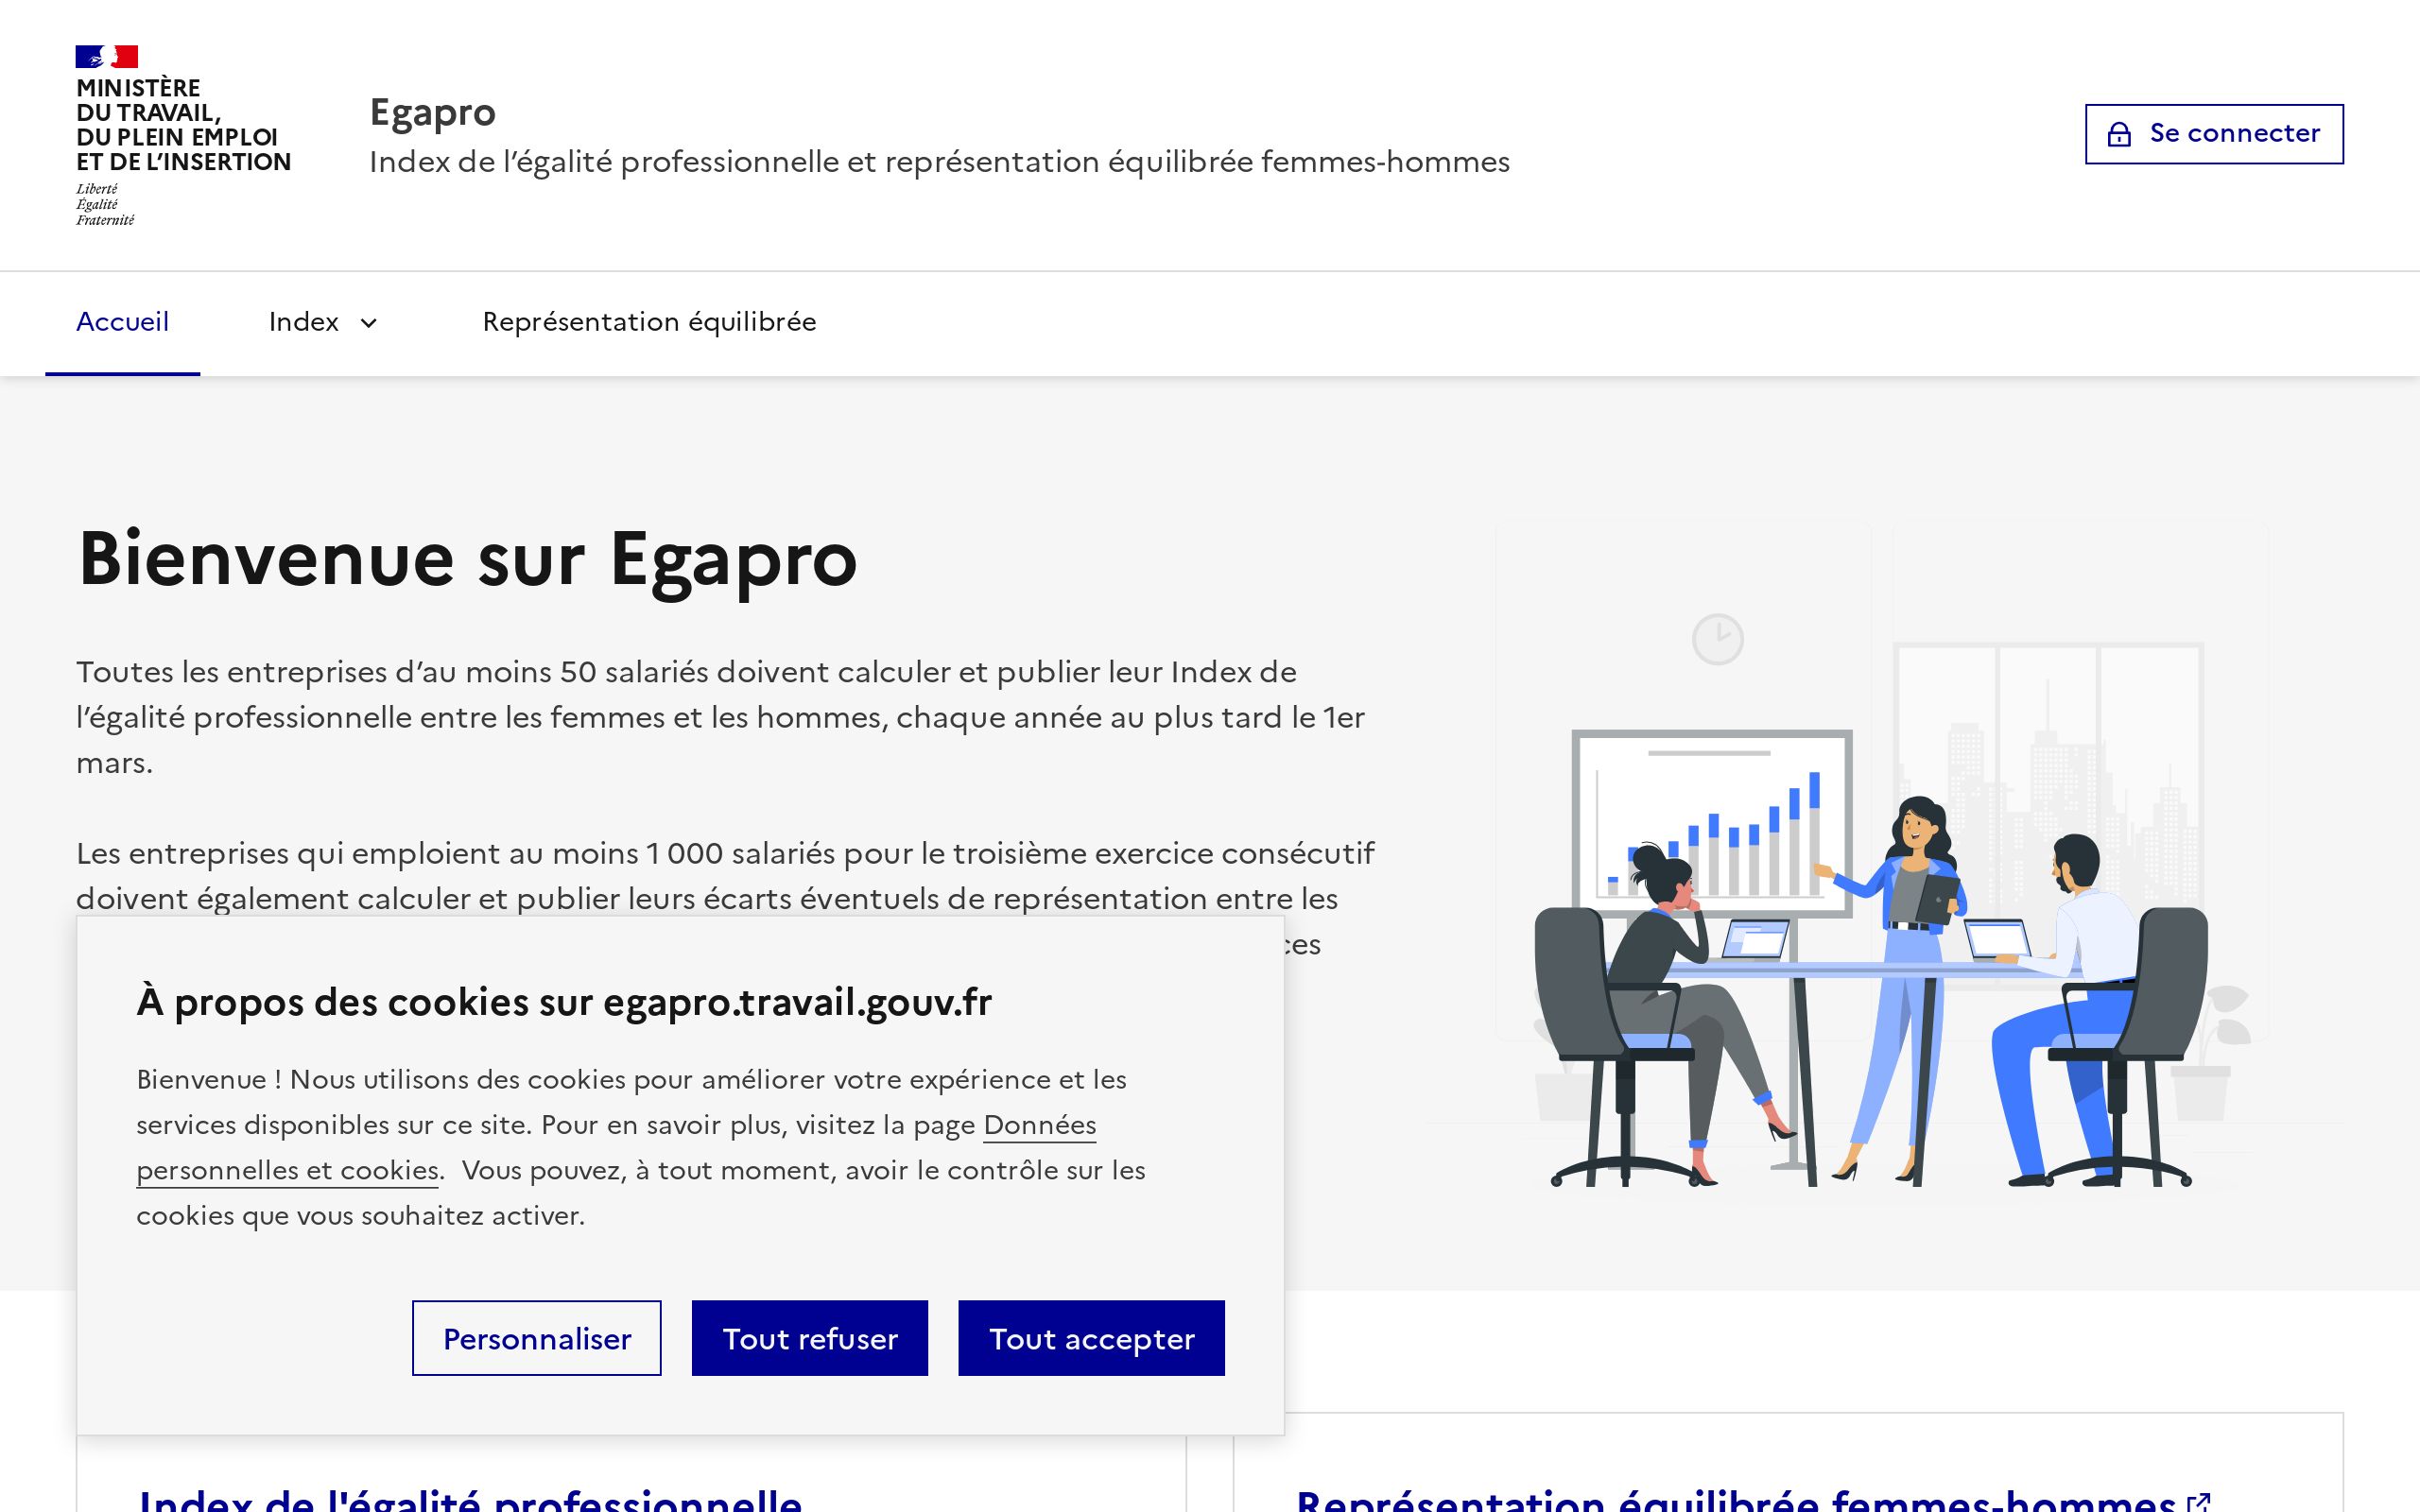 MINISTÈRE
DU TRAVAIL,
DU PLEIN EMPLOI
ET DE L’INSERTION
Liberté
Égalité
Fraternité
Egapro
Index de l’égalité professionnelle et représentation équilibrée femmes-hommes
Se connecter
Accueil
Index
Représentation équilibrée
Bienvenue sur Egapro
Toutes les entreprises d’au moins 50 salariés doivent calculer et publier leur Index de
l’égalité professionnelle entre les femmes et les hommes, chaque année au plus tard le 1er
mars.
Les entreprises qui emploient au moins 1 000 salariés pour le troisième exercice consécutif
doivent également calculer et publier leurs écarts éventuels de représentation entre les
À propos des cookies sur egapro.travail.gouv.fr
Bienvenue ! Nous utilisons des cookies pour améliorer votre expérience et les
services disponibles sur ce site. Pour en savoir plus, visitez la page Données
personnelles et cookies. Vous pouvez, à tout moment, avoir le contrôle sur les
cookies que vous souhaitez activer.
Personnaliser
Tout refuser
Tout accepter
Index de l'égalité professionnelle
Représentation équilibrée femmes-hommes